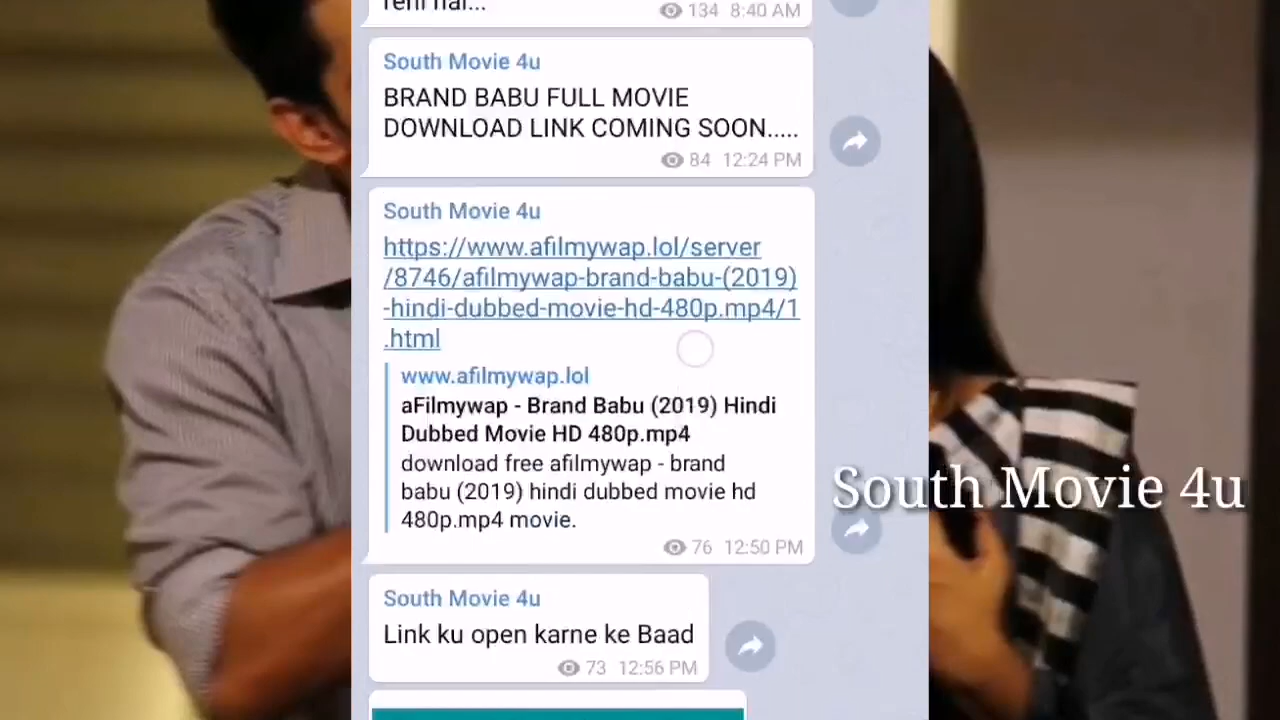 134 8:40 AM
South Movie 4u
BRAND BABU FULL MOVIE
DOWNLOAD LINK COMING SOON.....
84 12:24 PM
South Movie 4u
https://www.afilmywap.lol/server
/8746/afilmywap-brand-babu-(2019)
-hindi-dubbed-movie-hd-480p.mp4/1
.html
www.afilmywap.lol
aFilmywap - Brand Babu (2019) Hindi
Dubbed Movie HD 480p.mp4
download free afilmywap - brand
babu (2019) hindi dubbed movie hd
480p.mp4 movie.
76 12:50 PM
South Movie 4u
Link ku open karne ke Baad
73 12:56 PM
South Movie 4u